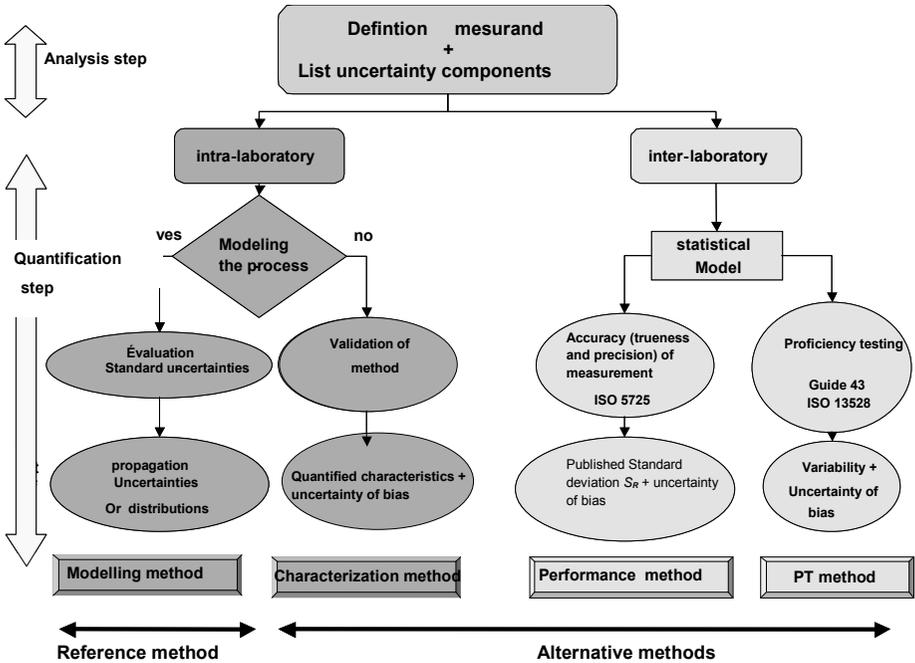 Defintion mesurand
+
List uncertainty components
Analysis step
intra-laboratory
inter-laboratory
yes
no
Modeling
the process
statistical
Model
Quantification
step
Évaluation
Standard uncertainties
Validation of
method
Accuracy (trueness
and precision) of
measurement
ISO 5725
Proficiency testing
Guide 43
ISO 13528
propagation
Uncertainties
Or distributions
Quantified characteristics +
uncertainty of bias
Published Standard
deviation SR + uncertainty
of bias
Variability +
Uncertainty of
bias
Modelling method
Characterization method
Performance method
PT method
Reference method
Alternative methods